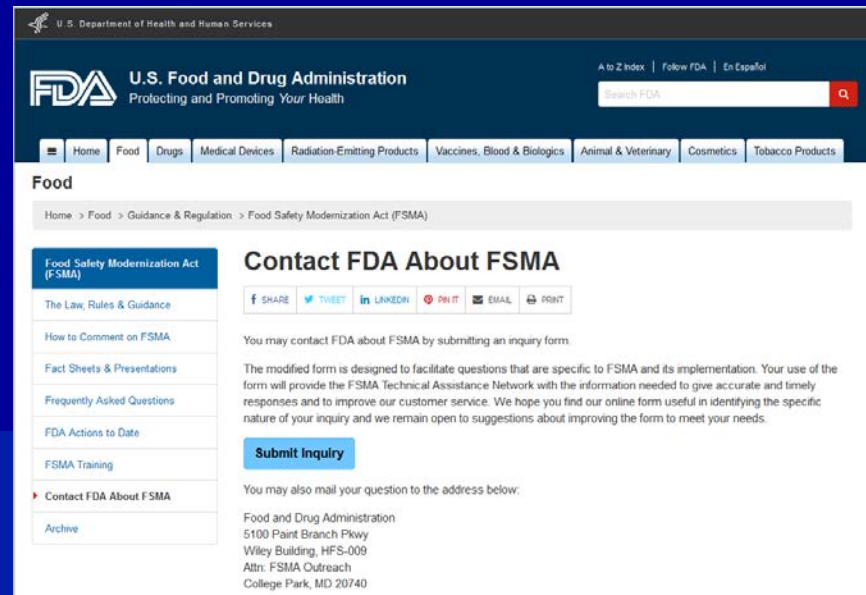 U.S. Department of Health and Human Services
FDA
U.S. Food and Drug Administration
Protecting and Promoting Your Health
A to Z Index | Follow FDA | En Español
Search FDA
Home
Food
Drugs
Medical Devices
Radiation-Emitting Products
Vaccines, Blood & Biologics
Animal & Veterinary
Cosmetics
Tobacco Products
Food
Home > Food > Guidance & Regulation > Food Safety Modernization Act (FSMA)
Food Safety Modernization Act
(FSMA)
The Law, Rules & Guidance
How to Comment on FSMA
Fact Sheets & Presentations
Frequently Asked Questions
FDA Actions to Date
FSMA Training
Contact FDA About FSMA
Archive
Contact FDA About FSMA
SHARE
TWEET
LINKEDIN
PIN IT
EMAIL
PRINT
You may contact FDA about FSMA by submitting an inquiry form.
The modified form is designed to facilitate questions that are specific to FSMA and its implementation. Your use of the
form will provide the FSMA Technical Assistance Network with the information needed to give accurate and timely
responses and to improve our customer service. We hope you find our online form useful in identifying the specific
nature of your inquiry and we remain open to suggestions about improving the form to meet your needs.
Submit Inquiry
You may also mail your question to the address below:
Food and Drug Administration
5100 Paint Branch Pkwy
Wiley Building, HFS-009
Attn: FSMA Outreach
College Park, MD 20740